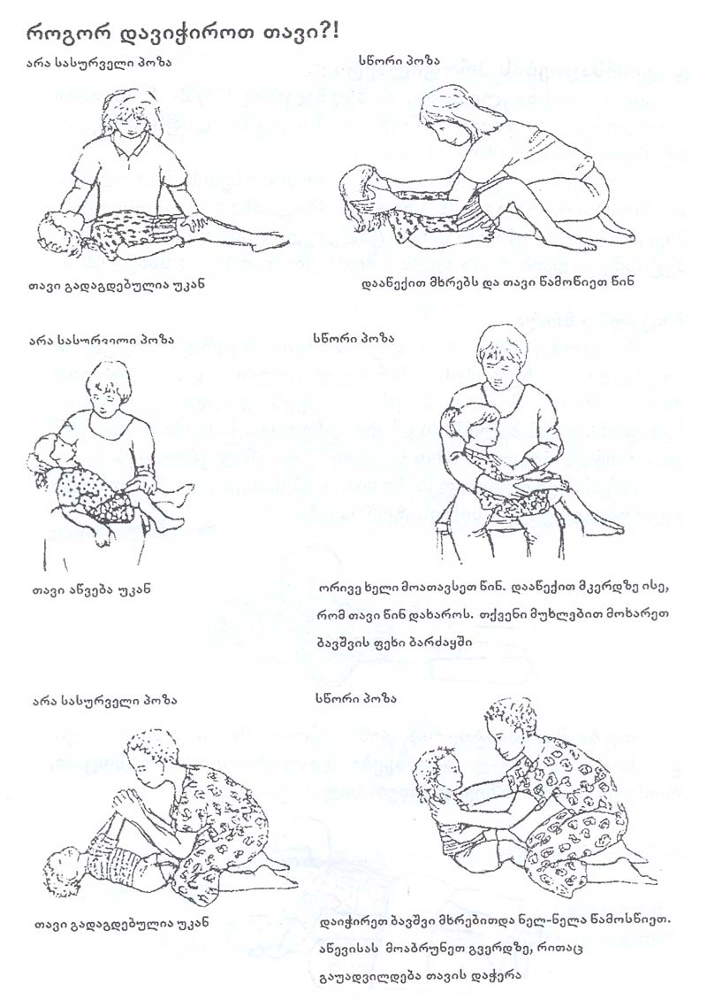 როგორ დავიჭიროთ თავი?!
არა სასურველი პოზა
სწორი პოზა
თავი გადაგდებულია უკან
დააწექით მხრებს და თავი წამოწიეთ წინ
არა სასურველი პოზა
სწორი პოზა
თავი აწვება უკან
ორივე ხელი მოათავსეთ წინ. დააწექით მკერდზე ისე,
რომ თავი წინ დახაროს. თქვენი მუხლებით მოხარეთ
ბავშვის ფეხი ბარძაყში
არა სასურველი პოზა
სწორი პოზა
თავი გადაგდებულია უკან
დაიჭირეთ ბავშვი მხრებითდა ნელ-ნელა წამოსწიეთ.
აწევისას მოაბრუნეთ გვერდზე, რითაც
გაუადვილდება თავის დაჭერა